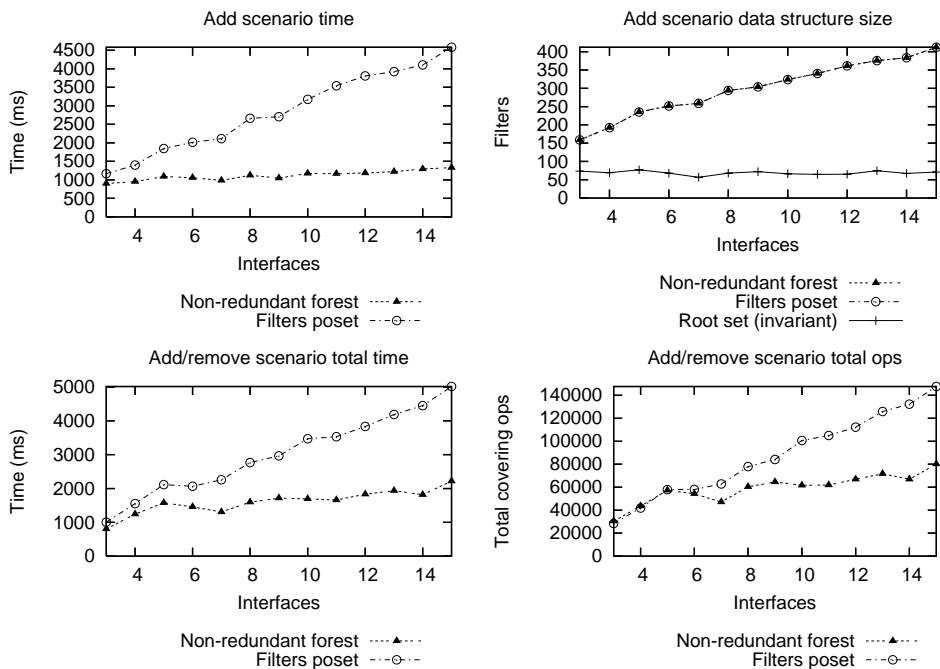 Add scenario time
4500
4000
3500
3000
2500
2000
1500
1000
500
0
Time (ms)
4 6 8 10 12 14
Interfaces
Non-redundant forest
Filters poset
Add scenario data structure size
400
350
300
250
200
150
100
50
0
Filters
4 6 8 10 12 14
Interfaces
Non-redundant forest
Filters poset
Root set (invariant)
Add/remove scenario total time
5000
4000
3000
2000
1000
0
Time (ms)
4 6 8 10 12 14
Interfaces
Non-redundant forest
Filters poset
Add/remove scenario total ops
140000
120000
100000
80000
60000
40000
20000
0
Total covering ops
4 6 8 10 12 14
Interfaces
Non-redundant forest
Filters poset